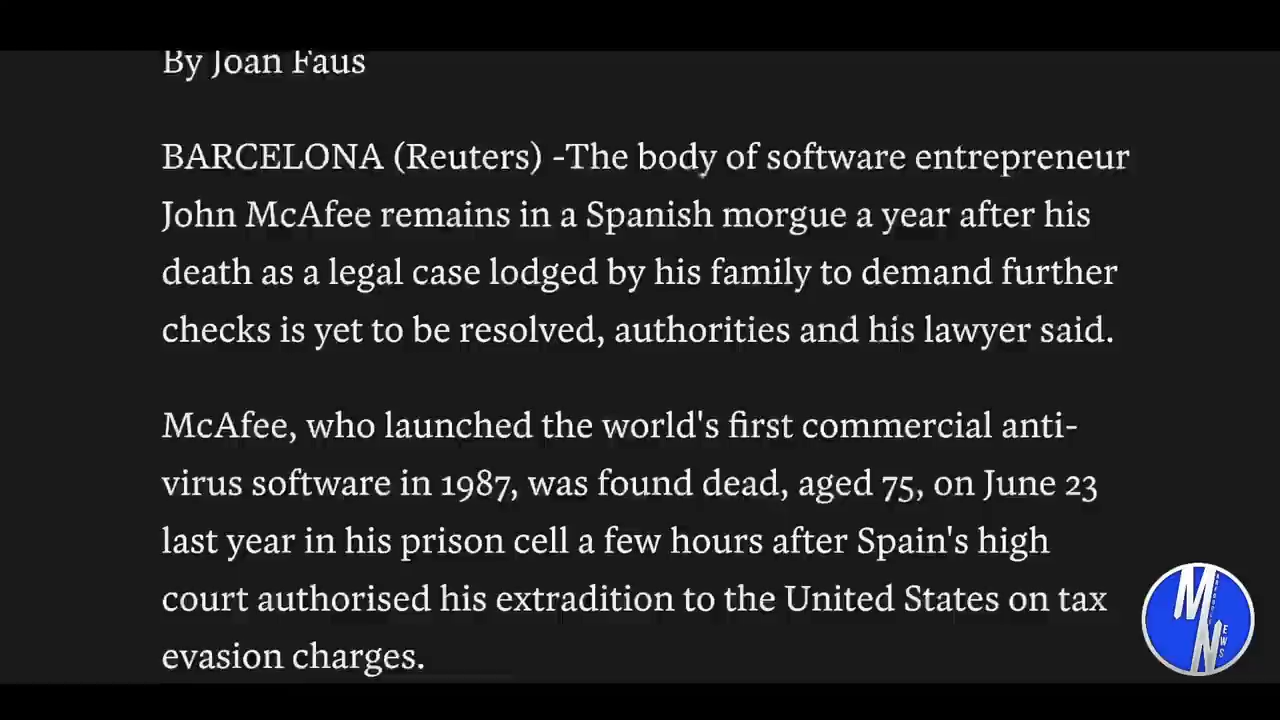 By Joan Faus
BARCELONA (Reuters) -The body of software entrepreneur
John McAfee remains in a Spanish morgue a year after his
death as a legal case lodged by his family to demand further
checks is yet to be resolved, authorities and his lawyer said.
McAfee, who launched the world's first commercial anti-
virus software in 1987, was found dead, aged 75, on June 23
last year in his prison cell a few hours after Spain's high
court authorised his extradition to the United States on tax
evasion charges.
MN
EWS